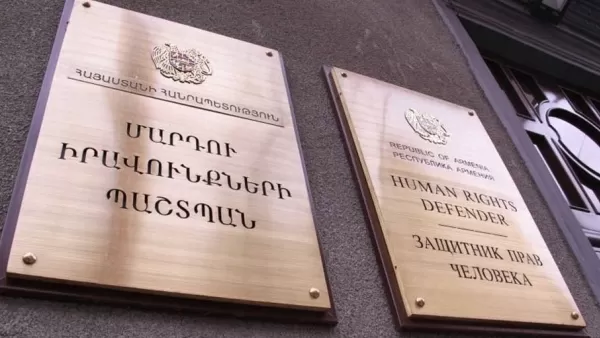 ՀԱՅԱՍՏԱՆԻ ՀԱՆՐԱՊԵՏՈՒԹՅՈՒՆ
ՄԱՐԴՈՒ
ԻՐԱՎՈՒՆՔՆԵՐԻ
ՊԱՇՏՊԱՆ
REPUBLIC OF ARMENIA
РЕСПУБЛИКА АРМЕНИЯ
HUMAN RIGHTS
DEFENDER
ЗАЩИТНИК ПРАВ
ЧЕЛОВЕКА